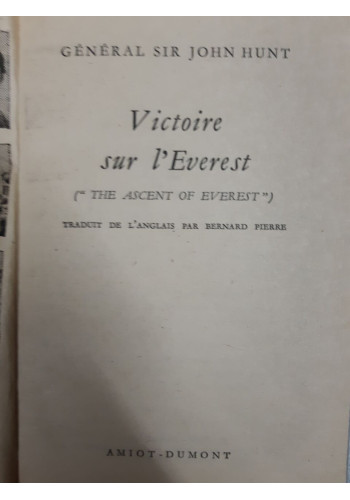 GÉNÉRAL SIR JOHN HUNT
Victoire
sur l'Everest
(“ THE ASCENT OF EVEREST ”)
TRADUIT DE L'ANGLAIS PAR BERNARD PIERRE
AMIOT-DUMONT